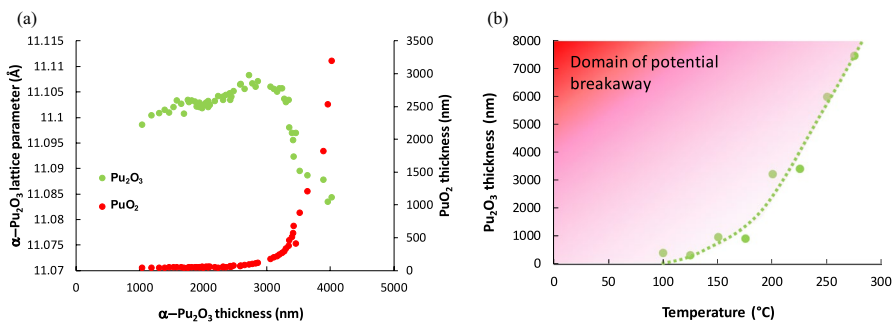 (a)
α–Pu₂O₃ lattice parameter (Å)
11.115
11.11
11.105
11.1
11.095
11.09
11.085
11.08
11.075
11.07
Pu₂O₃
PuO₂
3500
3000
2500
2000
1500
1000
500
0
PuO₂ thickness (nm)
0 1000 2000 3000 4000 5000
α–Pu₂O₃ thickness (nm)
(b)
Pu₂O₃ thickness (nm)
8000
7000
6000
5000
4000
3000
2000
1000
0
Domain of potential
breakaway
0 50 100 150 200 250 300
Temperature (°C)